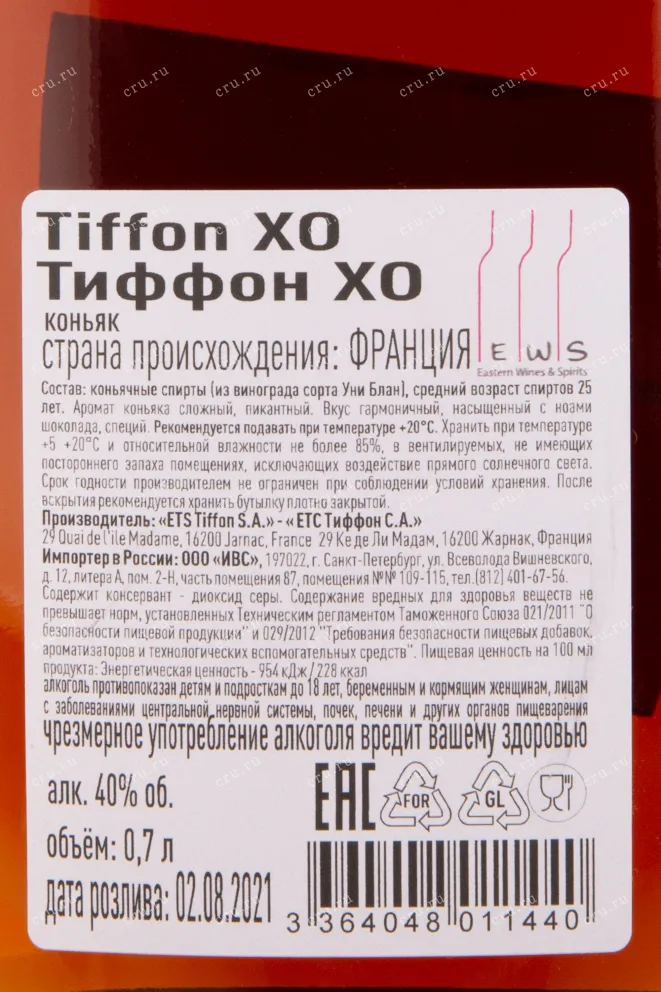 Tiffon XO
Тиффон XO
коньяк
страна происхождения: ФРАНЦИЯ
E W S
Eastern Wines & Spirits
Состав: коньячные спирты (из винограда сорта Уни Блан), средний возраст спиртов 25
лет. Аромат коньяка сложный, пикантный. Вкус гармоничный, насыщенный с ноами
шоколада, специй. Рекомендуется подавать при температуре +20°С. Хранить при температуре
+5 +20°С и относительной влажности не более 85%, в вентилируемых, не имеющих
постороннего запаха помещениях, исключающих воздействие прямого солнечного света.
Срок годности производителем не ограничен при соблюдении условий хранения. После
вскрытия рекомендуется хранить бутылку плотно закрытой.
Производитель: «ETS Tiffon S.A.» - «ЕТС Тиффон С.А.»
29 Quai de l'ile Madame, 16200 Jarnac, France 29 Ке де Ли Мадам, 16200 Жарнак, Франция
Импортер в России: ООО «ИВС», 197022, г. Санкт-Петербург, ул. Всеволода Вишневского,
д. 12, литера А, пом. 2-Н, часть помещения 87, помещения №№ 109-115, тел.(812) 401-67-56.
Содержит консервант - диоксид серы. Содержание вредных для здоровья веществ не
превышает норм, установленных Техническим регламентом Таможенного Союза 021/2011 "О
безопасности пищевой продукции" и 029/2012 "Требования безопасности пищевых добавок,
ароматизаторов и технологических вспомогательных средств". Пищевая ценность на 100 мл
продукта: Энергетическая ценность - 954 кДж/228 ккал
алкоголь противопоказан детям и подросткам до 18 лет, беременным и кормящим женщинам, лицам
с заболеваниями центральной нервной системы, почек, печени и других органов пищеварения
чрезмерное употребление алкоголя вредит вашему здоровью
алк. 40% об.
EAC FOR GL
объём: 0,7 л
дата розлива: 02.08.2021
3 364048 011440
cru.ru